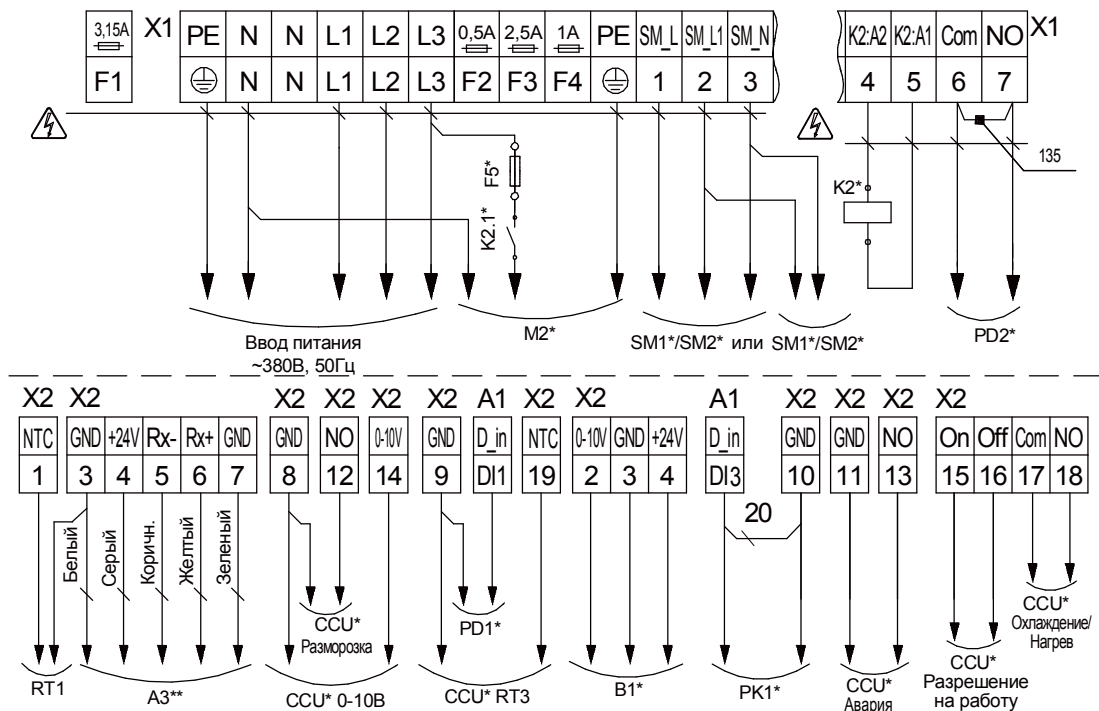 3,15A X1 PE N N L1 L2 L3 0,5A 2,5A 1A PE SM_L SM_L1 SM_N K2:A2 K2:A1 Com NO X1
F1 N N L1 L2 L3 F2 F3 F4 1 2 3 4 5 6 7
135
F5*
K2.1*
K2*
Ввод питания
~380В, 50Гц
M2*
SM1*/SM2* или SM1*/SM2*
PD2*
X2 X2 X2 X2 X2 X2 A1 X2 X2 A1 X2 X2 X2 X2
NTC GND +24V Rx- Rx+ GND GND NO 0-10V GND D_in NTC 0-10V GND +24V D_in GND GND NO On Off Com NO
1 3 4 5 6 7 8 12 14 9 DI1 19 2 3 4 DI3 10 11 13 15 16 17 18
20
Белый
Серый
Коричн.
Желтый
Зеленый
CCU*
Разморозка
PD1*
CCU*
Охлаждение/
Нагрев
RT1
A3**
CCU* 0-10В
CCU* RT3
B1*
PK1*
CCU*
Авария
CCU*
Разрешение
на работу